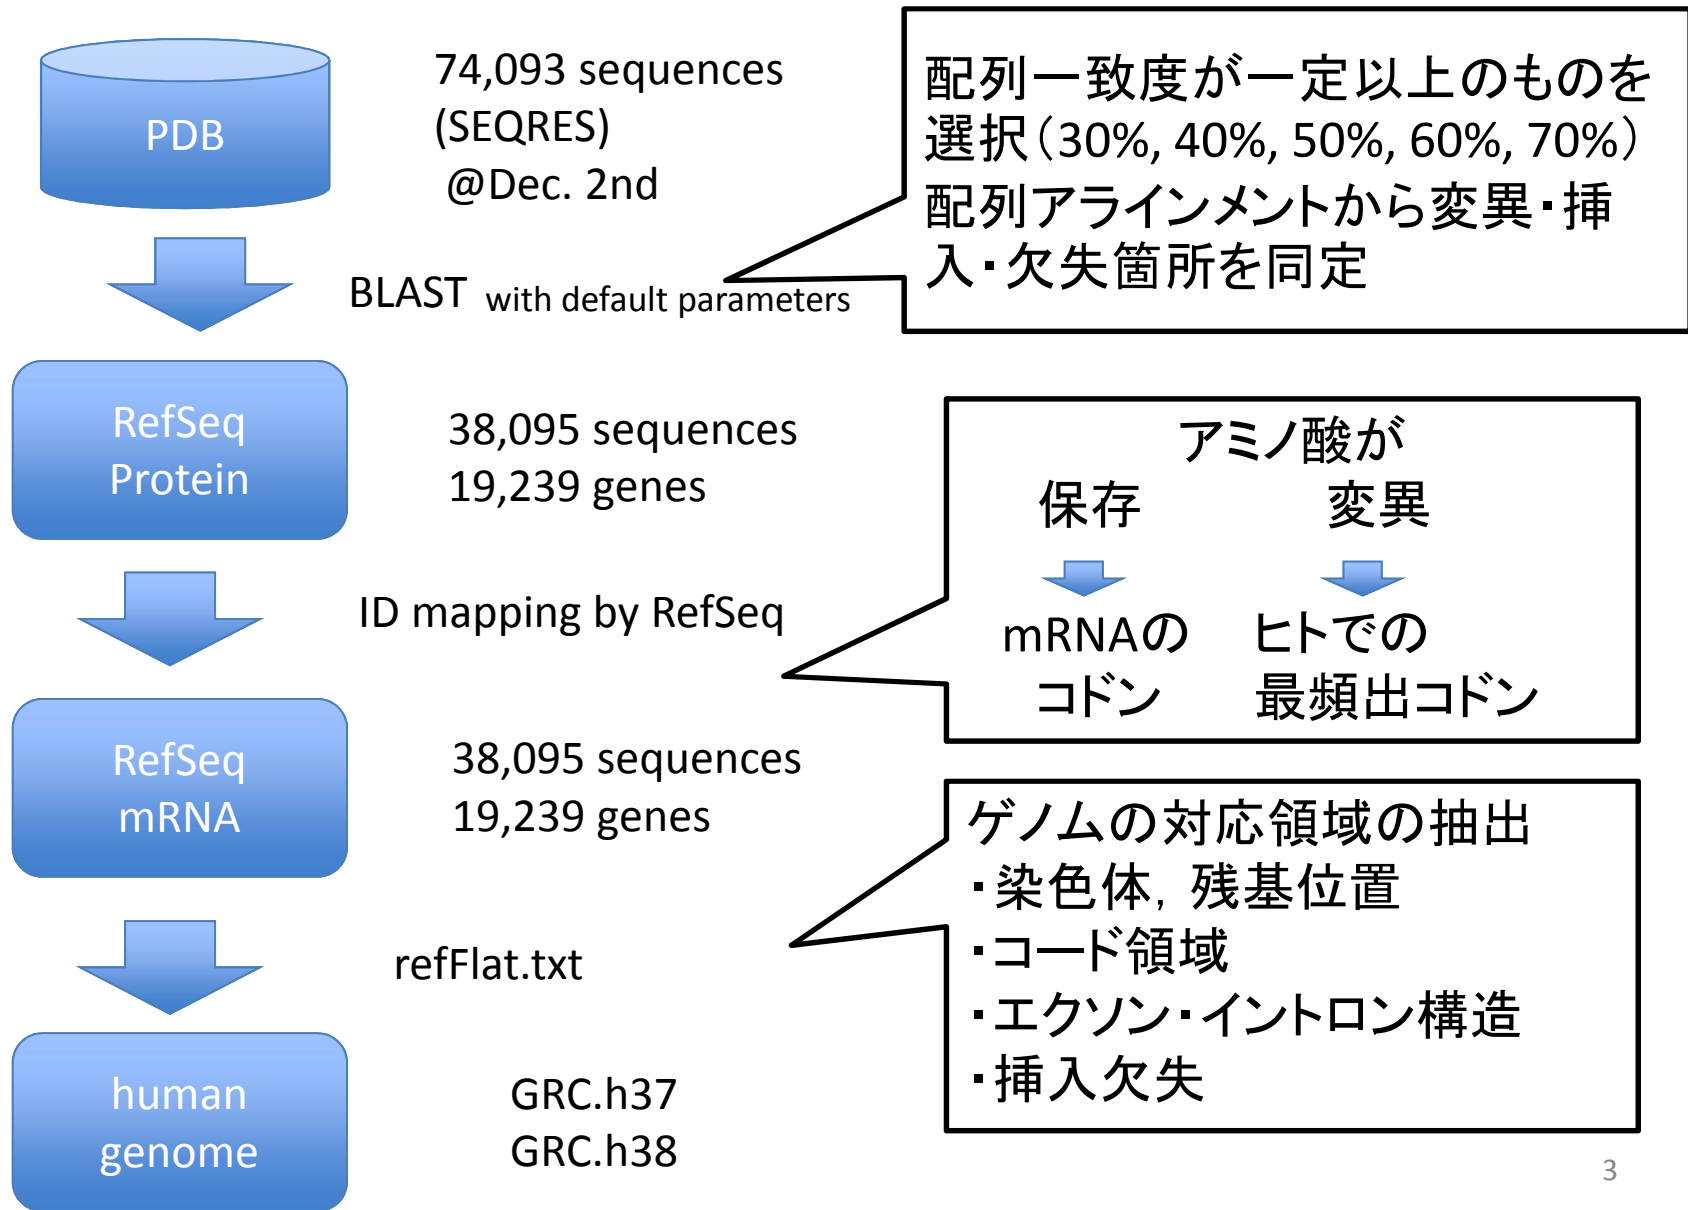 PDB
74,093 sequences
(SEQRES)
@Dec. 2nd
配列一致度が一定以上のものを
選択（30%, 40%, 50%, 60%, 70%）
配列アラインメントから変異・挿
入・欠失箇所を同定
BLAST with default parameters
RefSeq
Protein
38,095 sequences
19,239 genes
アミノ酸が
保存 変異
mRNAの ヒトでの
コドン 最頻出コドン
ID mapping by RefSeq
RefSeq
mRNA
38,095 sequences
19,239 genes
ゲノムの対応領域の抽出
・染色体，残基位置
・コード領域
・エクソン・イントロン構造
・挿入欠失
refFlat.txt
human
genome
GRC.h37
GRC.h38
3